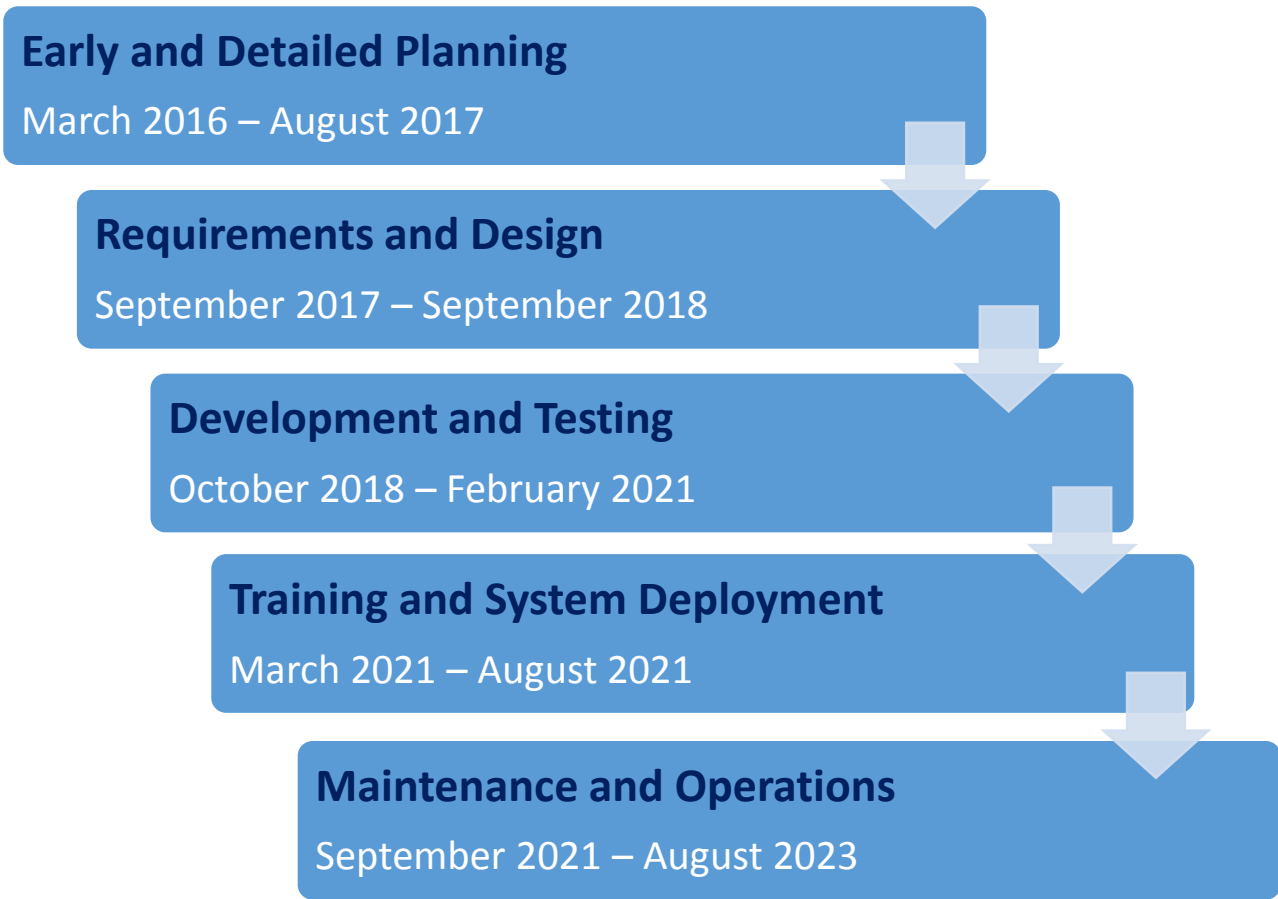 Early and Detailed Planning
March 2016 – August 2017
Requirements and Design
September 2017 – September 2018
Development and Testing
October 2018 – February 2021
Training and System Deployment
March 2021 – August 2021
Maintenance and Operations
September 2021 – August 2023